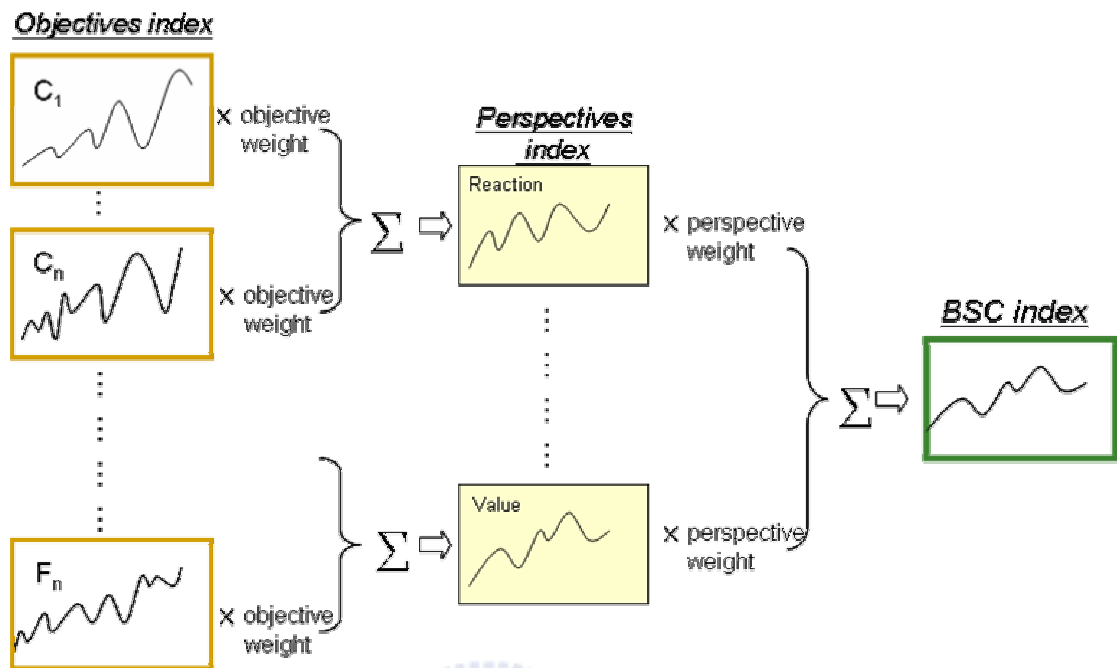 Objectives index
C1
× objective
weight
Cn
× objective
weight
Fn
× objective
weight
Σ
Σ
Perspectives
index
Reaction
× perspective
weight
Value
× perspective
weight
Σ
BSC index